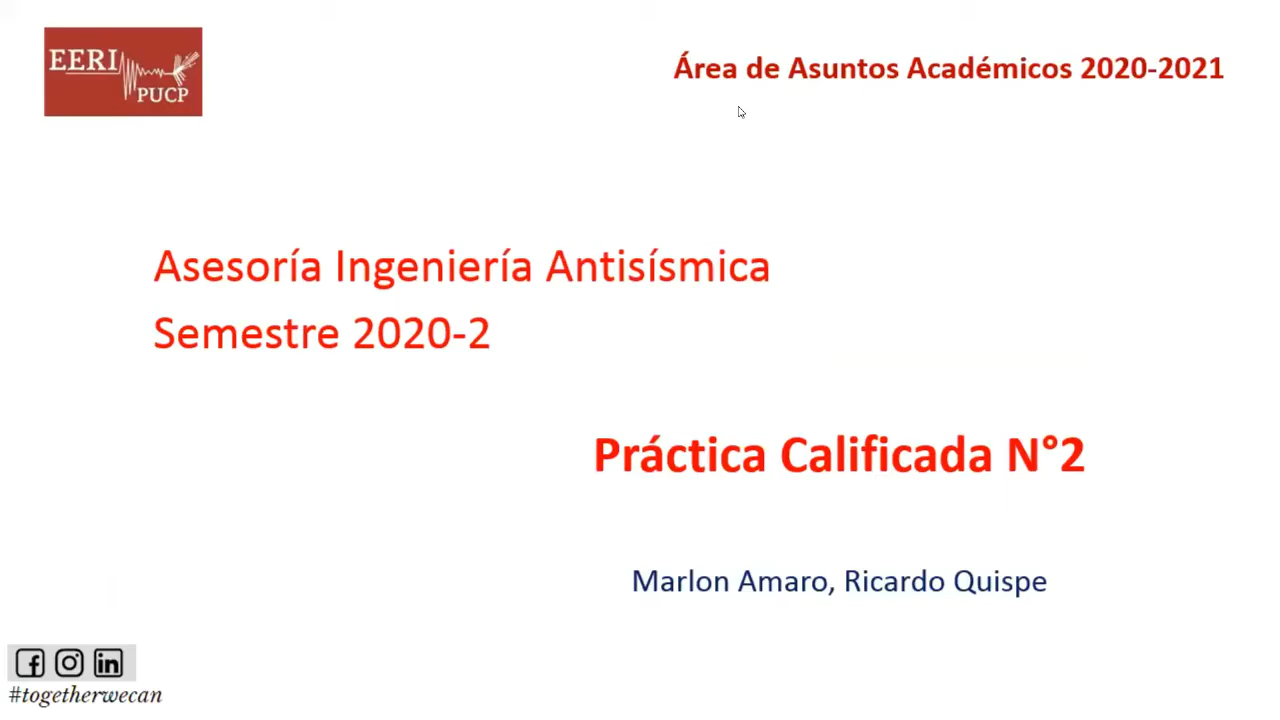 EERI
PUCP
Área de Asuntos Académicos 2020-2021
Asesoría Ingeniería Antisísmica
Semestre 2020-2
Práctica Calificada N°2
Marlon Amaro, Ricardo Quispe
#togetherwecan